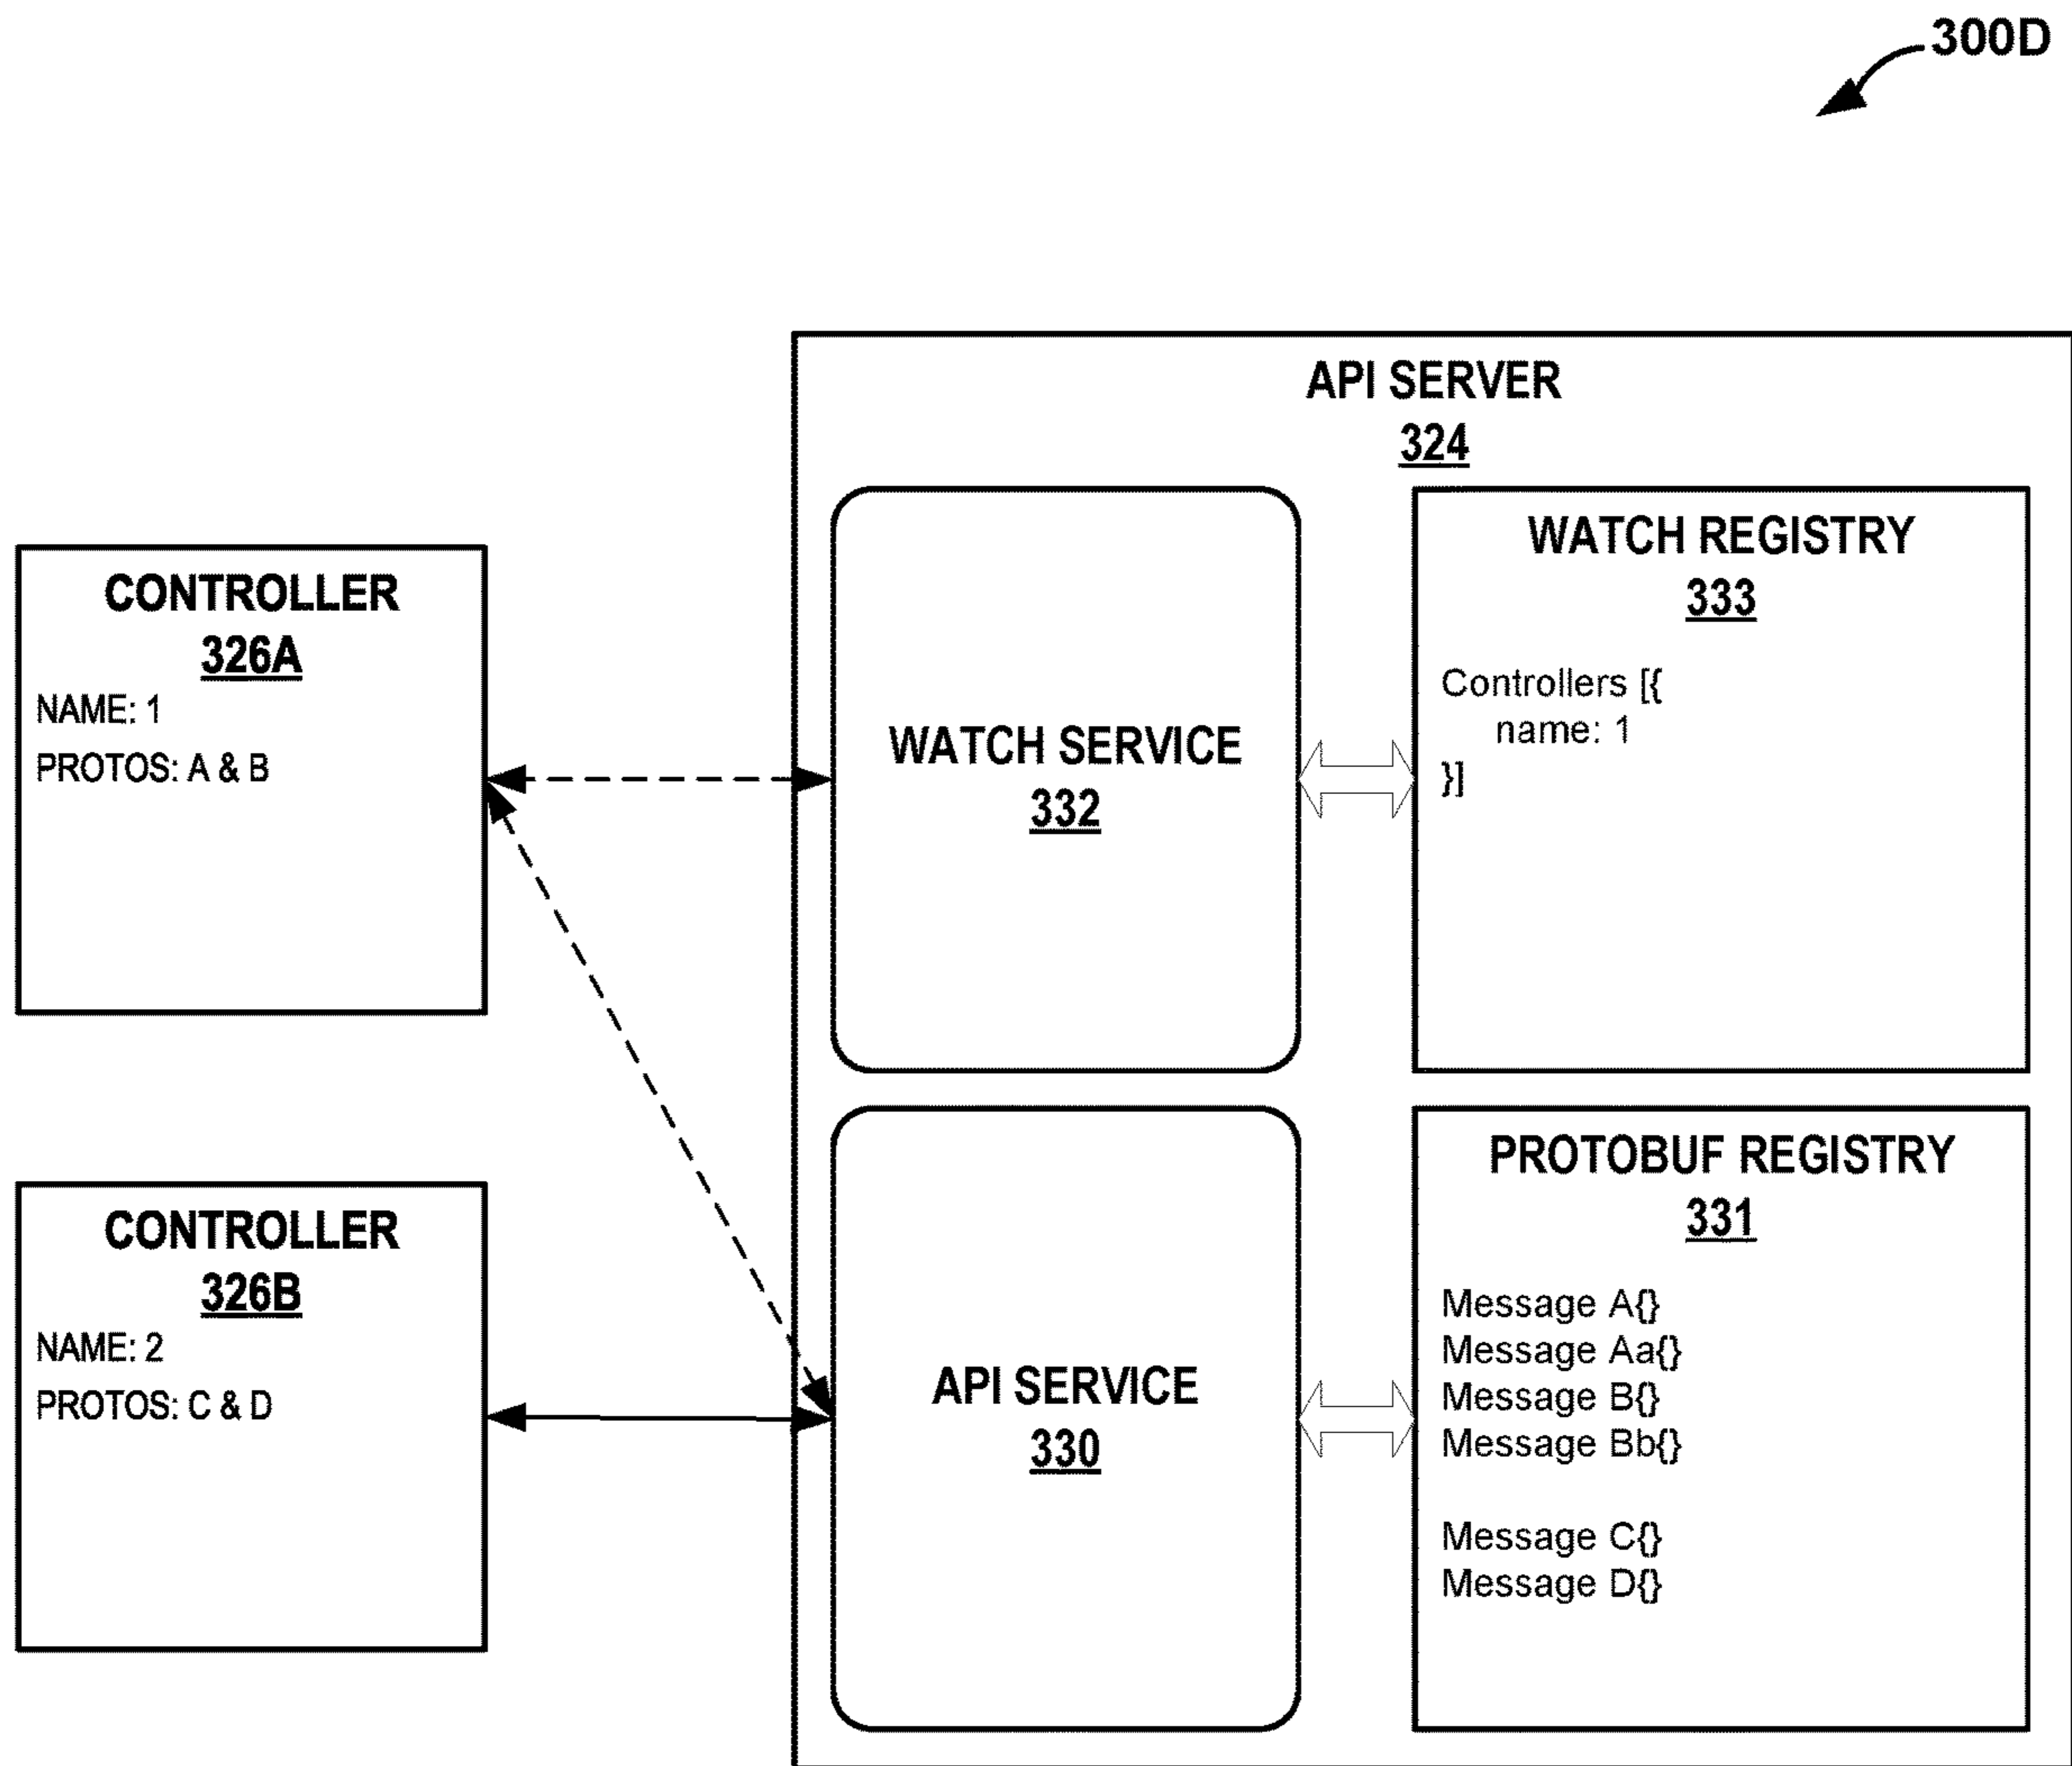 300D
API SERVER
324
CONTROLLER
326A
NAME: 1
PROTOS: A & B
WATCH SERVICE
332
WATCH REGISTRY
333
Controllers [{
name: 1
}]
CONTROLLER
326B
NAME: 2
PROTOS: C & D
API SERVICE
330
PROTOBUF REGISTRY
331
Message A{}
Message Aa{}
Message B{}
Message Bb{}
Message C{}
Message D{}